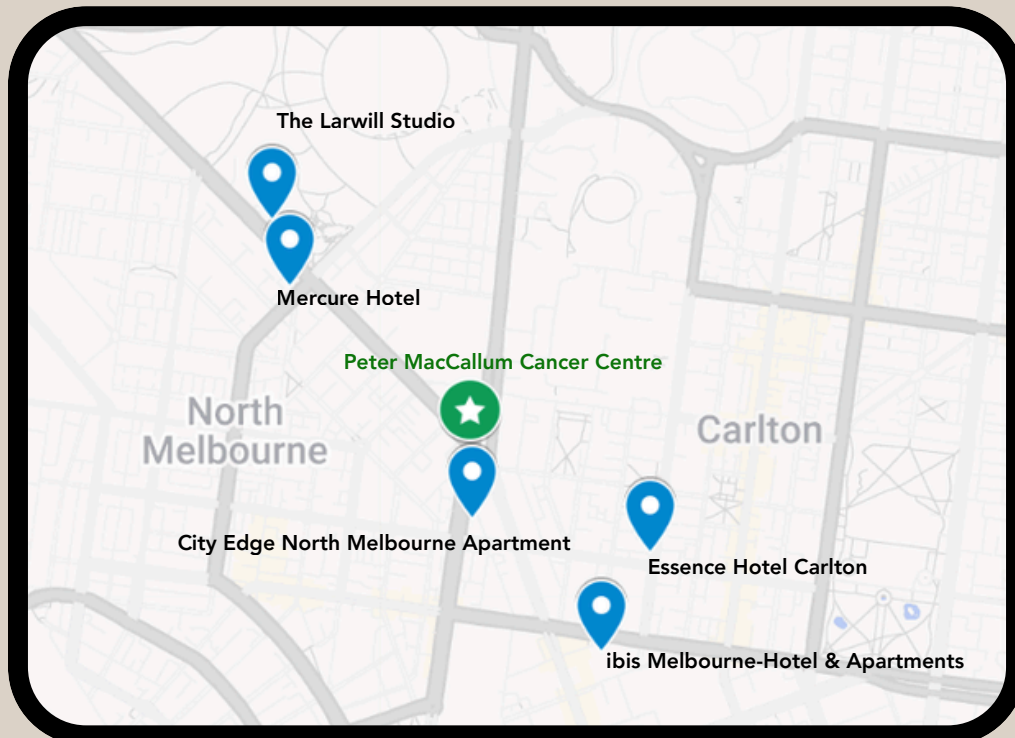 The Larwill Studio
Mercure Hotel
Peter MacCallum Cancer Centre
North
Melbourne
Carlton
City Edge North Melbourne Apartment
Essence Hotel Carlton
ibis Melbourne-Hotel & Apartments